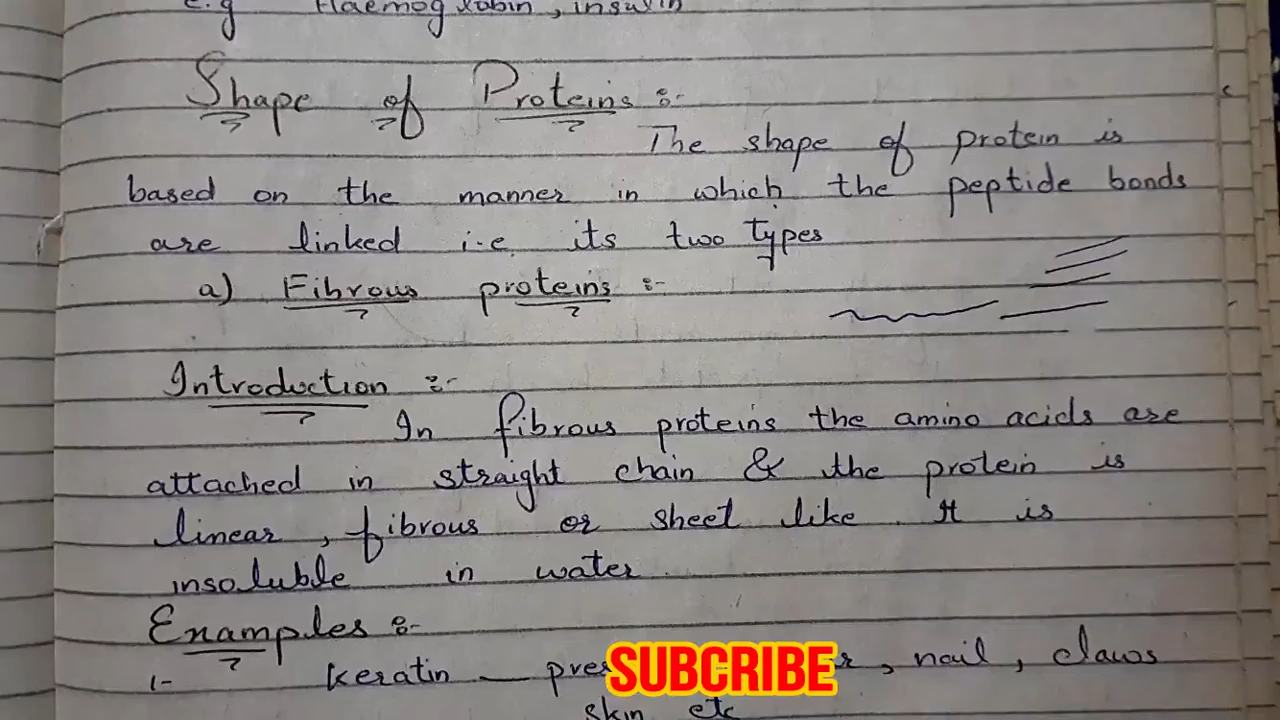 e.g Haemoglobin, insulin
Shape of Proteins :-
The shape of protein is
based on the manner in which the peptide bonds
are linked i.e. its two types
a) Fibrous proteins :-
Introduction :-
In fibrous proteins the amino acids are
attached in straight chain & the protein is
linear, fibrous or sheet like. It is
insoluble in water.
Examples :-
1- Keratin — , nail, claws
SUBCRIBE
skin etc